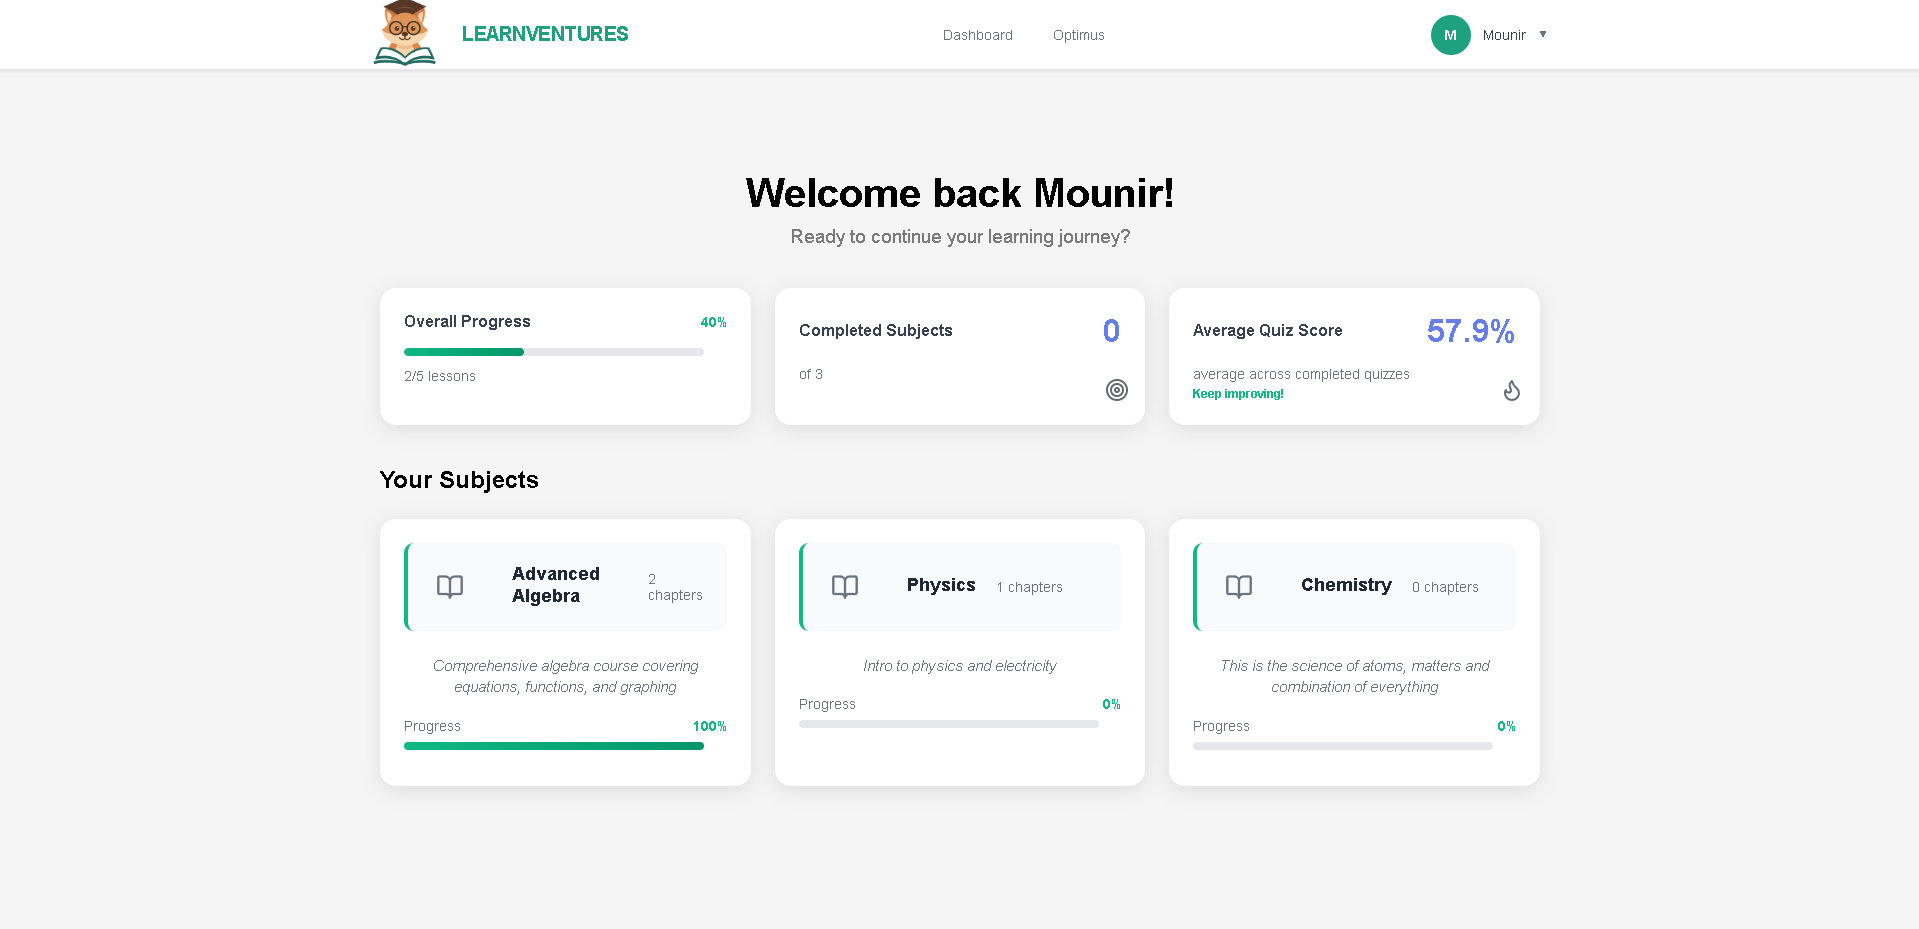 LEARNVENTURES
Dashboard
Optimus
M
Mounir
Welcome back Mounir!
Ready to continue your learning journey?
Overall Progress
40%
2/5 lessons
Completed Subjects
0
of 3
Average Quiz Score
57.9%
average across completed quizzes
Keep improving!
Your Subjects
Advanced
Algebra
2
chapters
Comprehensive algebra course covering
equations, functions, and graphing
Progress
100%
Physics
1 chapters
Intro to physics and electricity
Progress
0%
Chemistry
0 chapters
This is the science of atoms, matters and
combination of everything
Progress
0%